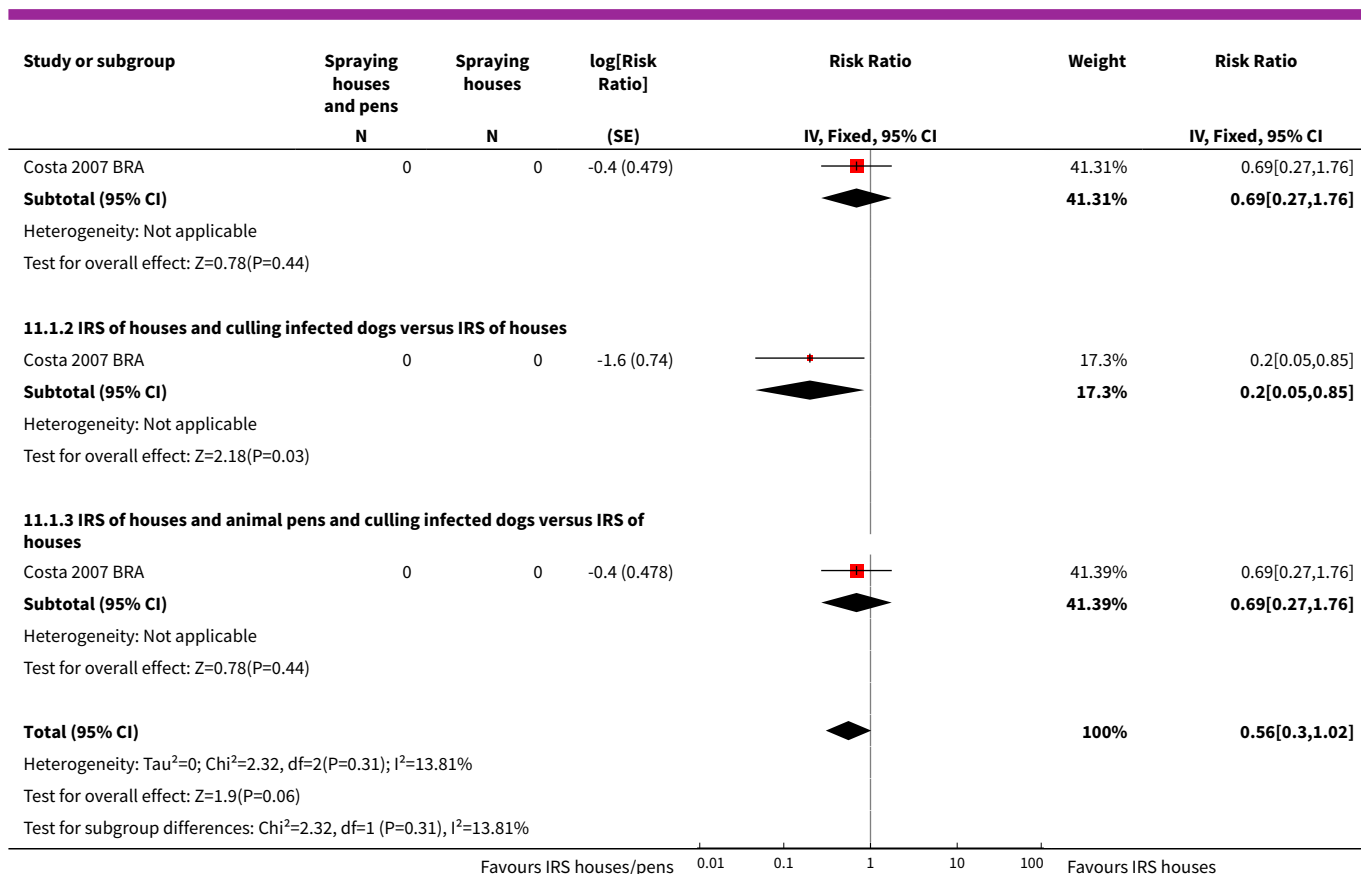 Study or subgroup Spraying houses and pens Spraying houses log[Risk Ratio] Risk Ratio Weight Risk Ratio
N N (SE) IV, Fixed, 95% CI IV, Fixed, 95% CI
Costa 2007 BRA 0 0 -0.4 (0.479) 41.31% 0.69[0.27,1.76]
Subtotal (95% CI) 41.31% 0.69[0.27,1.76]
Heterogeneity: Not applicable
Test for overall effect: Z=0.78(P=0.44)
11.1.2 IRS of houses and culling infected dogs versus IRS of houses
Costa 2007 BRA 0 0 -1.6 (0.74) 17.3% 0.2[0.05,0.85]
Subtotal (95% CI) 17.3% 0.2[0.05,0.85]
Heterogeneity: Not applicable
Test for overall effect: Z=2.18(P=0.03)
11.1.3 IRS of houses and animal pens and culling infected dogs versus IRS of
houses
Costa 2007 BRA 0 0 -0.4 (0.478) 41.39% 0.69[0.27,1.76]
Subtotal (95% CI) 41.39% 0.69[0.27,1.76]
Heterogeneity: Not applicable
Test for overall effect: Z=0.78(P=0.44)
Total (95% CI) 100% 0.56[0.3,1.02]
Heterogeneity: Tau²=0; Chi²=2.32, df=2(P=0.31); I²=13.81%
Test for overall effect: Z=1.9(P=0.06)
Test for subgroup differences: Chi²=2.32, df=1 (P=0.31), I²=13.81%
Favours IRS houses/pens 0.01 0.1 1 10 100 Favours IRS houses